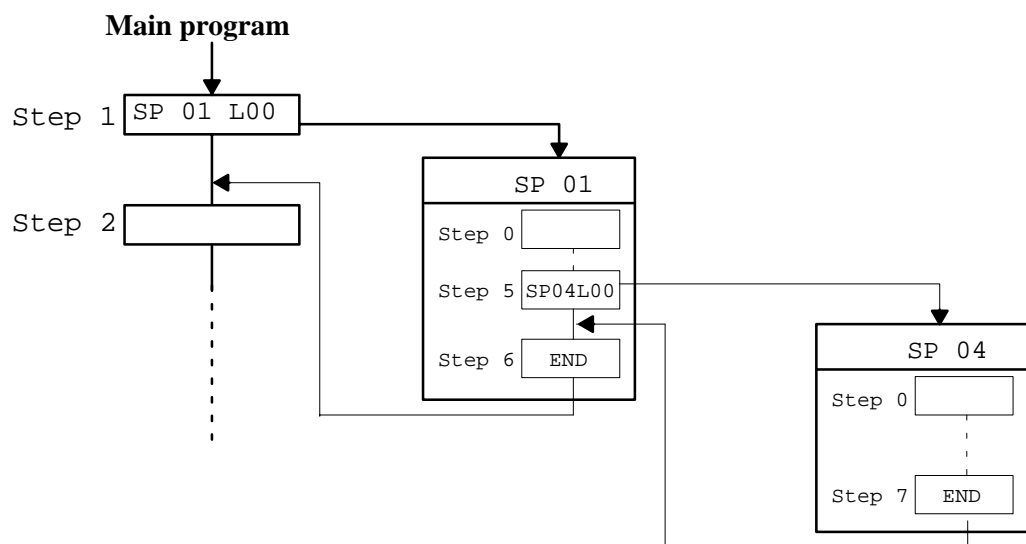 Main program
Step 1 SP 01 L00
Step 2
SP 01
Step 0
Step 5 SP04L00
Step 6 END
SP 04
Step 0
Step 7 END